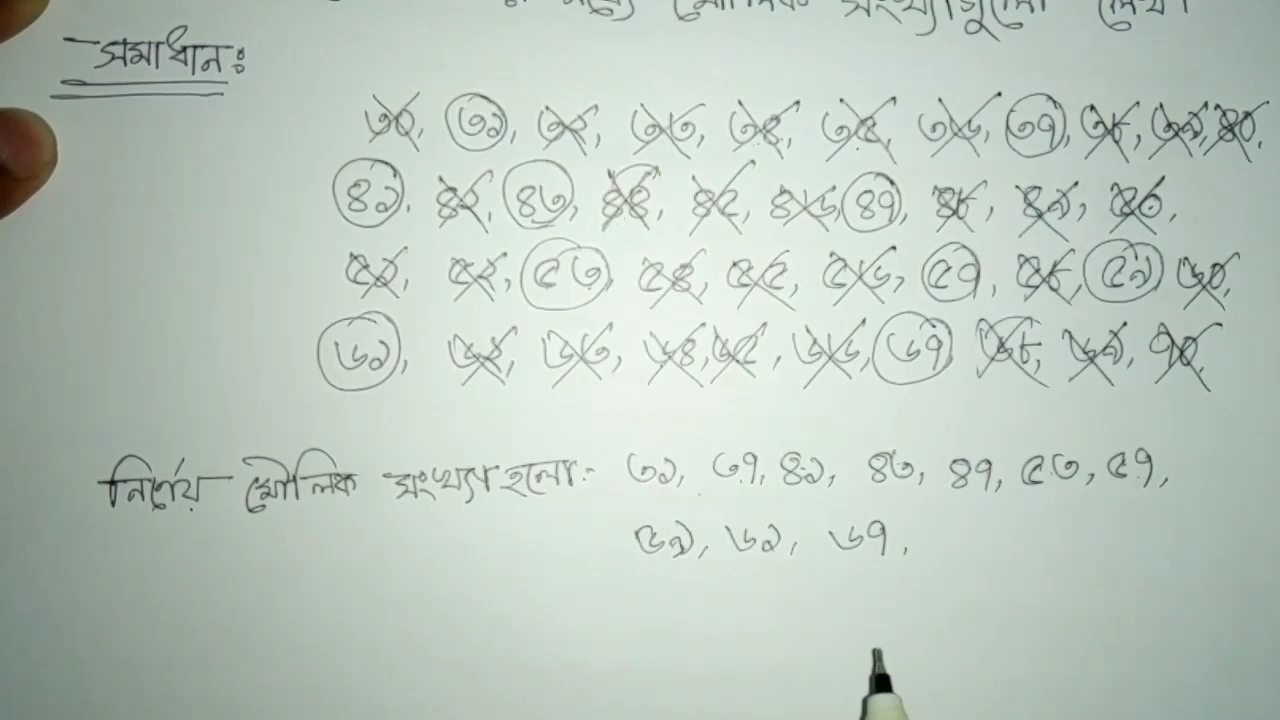 মৌলিক সংখ্যাগুলো লেখ।
সমাধানঃ
৩০, ৩১, ৩২, ৩৩, ৩৪, ৩৫, ৩৬, ৩৭, ৩৮, ৩৯, ৪০,
৪১, ৪২, ৪৩, ৪৪, ৪৫, ৪৬, ৪৭, ৪৮, ৪৯, ৫০,
৫১, ৫২, ৫৩, ৫৪, ৫৫, ৫৬, ৫৭, ৫৮, ৫৯, ৬০,
৬১, ৬২, ৬৩, ৬৪, ৬৫, ৬৬, ৬৭, ৬৮, ৬৯, ৭০,
নির্ণেয় মৌলিক সংখ্যা হলো:- ৩১, ৩৭, ৪১, ৪৩, ৪৭, ৫৩, ৫৭,
৫৯, ৬১, ৬৭,